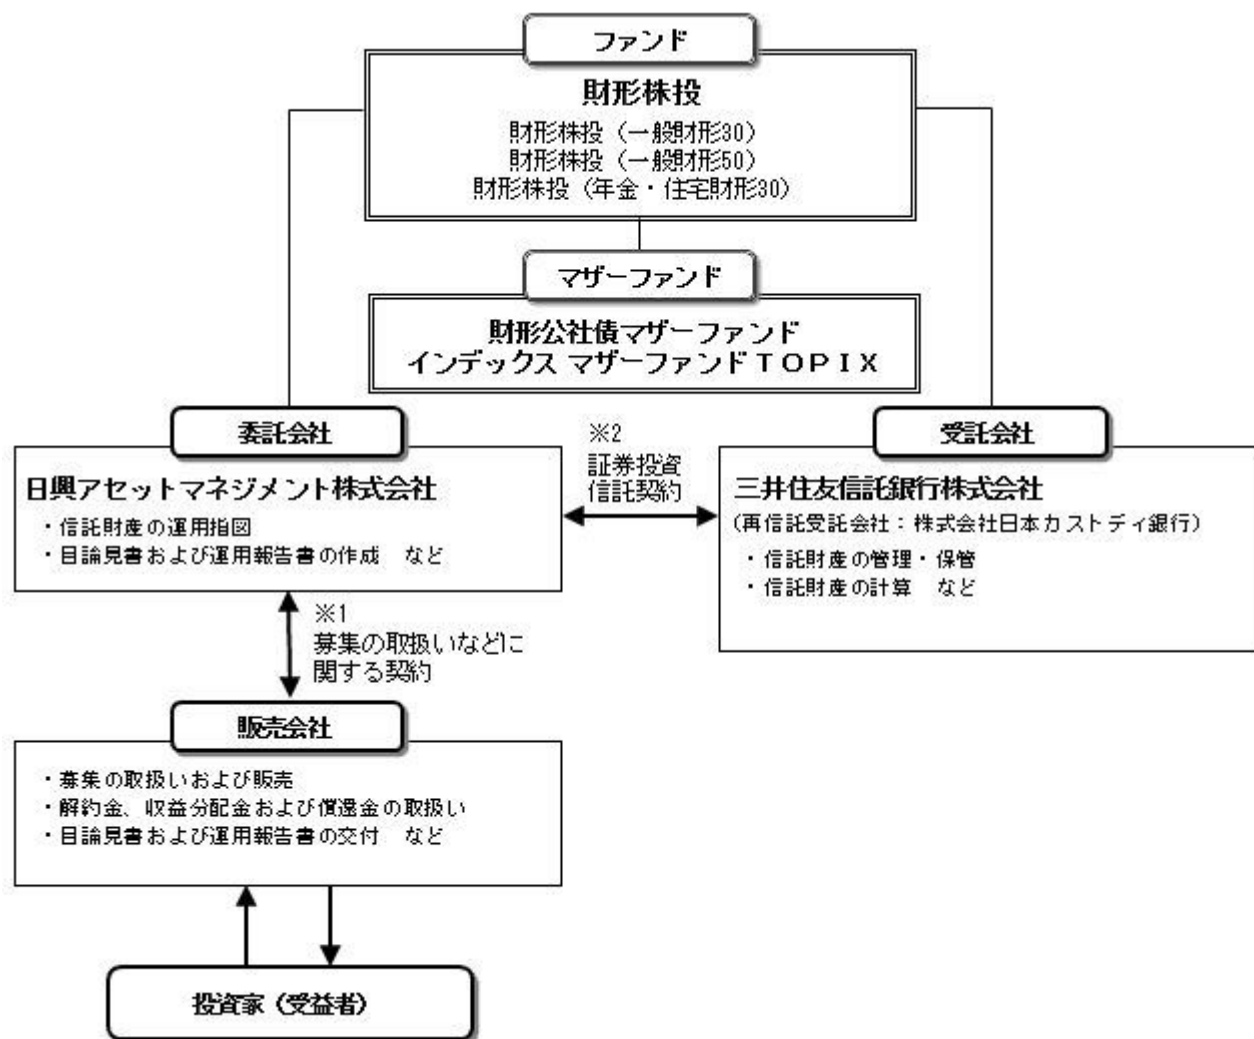 ファンド
財形株投
財形株投（一般財形30）
財形株投（一般財形50）
財形株投（年金・住宅財形30）
マザーファンド
財形公社債マザーファンド
インデックス マザーファンドＴＯＰＩＸ
委託会社
日興アセットマネジメント株式会社
・信託財産の運用指図
・目論見書および運用報告書の作成　など
※2
証券投資
信託契約
受託会社
三井住友信託銀行株式会社
（再信託受託会社：株式会社日本カストディ銀行）
・信託財産の管理・保管
・信託財産の計算　など
※1
募集の取扱いなどに
関する契約
販売会社
・募集の取扱いおよび販売
・解約金、収益分配金および償還金の取扱い
・目論見書および運用報告書の交付　など
投資家（受益者）